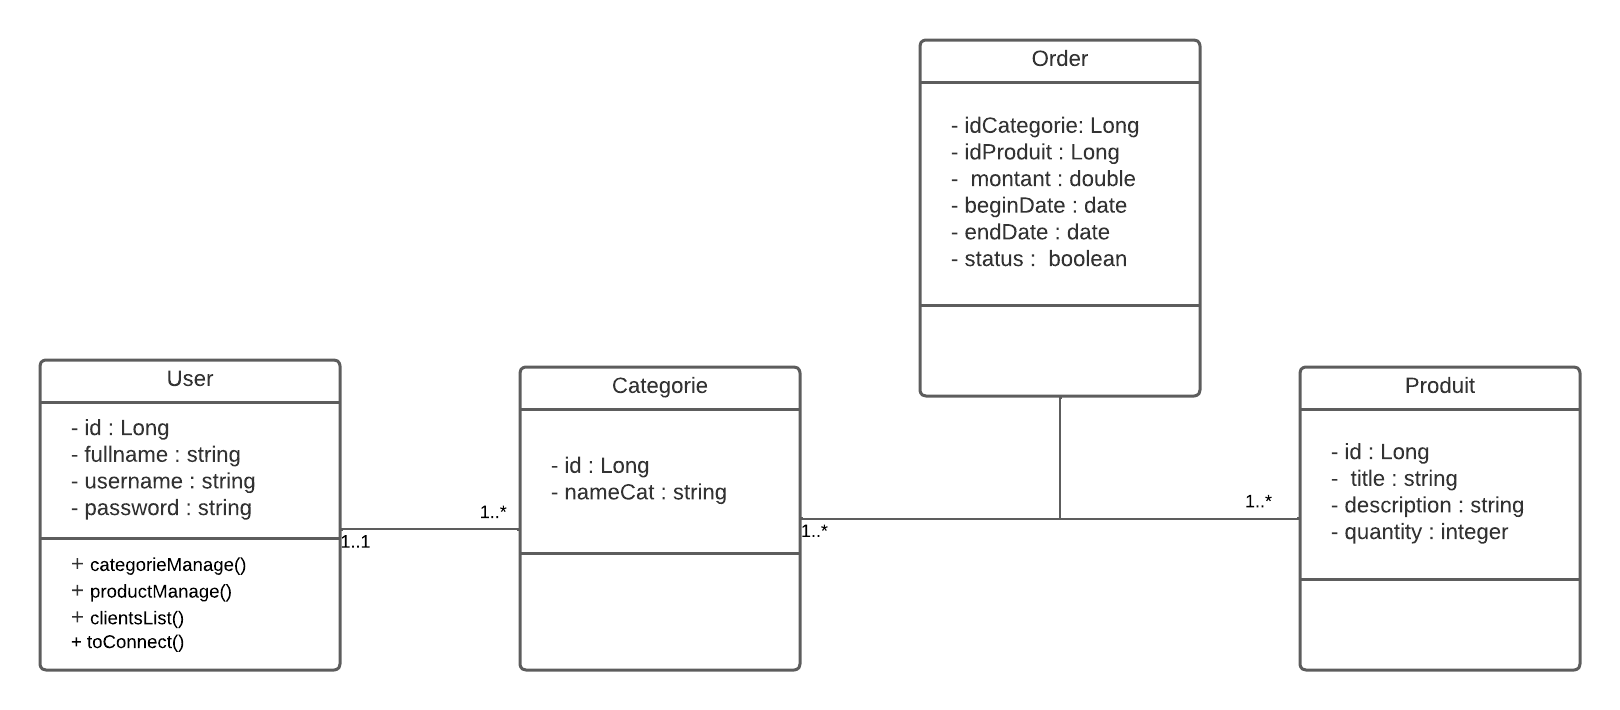 Order
- idCategorie: Long
- idProduit : Long
-  montant : double
- beginDate : date
- endDate : date
- status :  boolean
User
- id : Long
- fullname : string
- username : string
- password : string
+ categorieManage()
+ productManage()
+ clientsList()
+ toConnect()
1..1
1..*
Categorie
- id : Long
- nameCat : string
1..*
1..*
Produit
- id : Long
-  title : string
- description : string
- quantity : integer